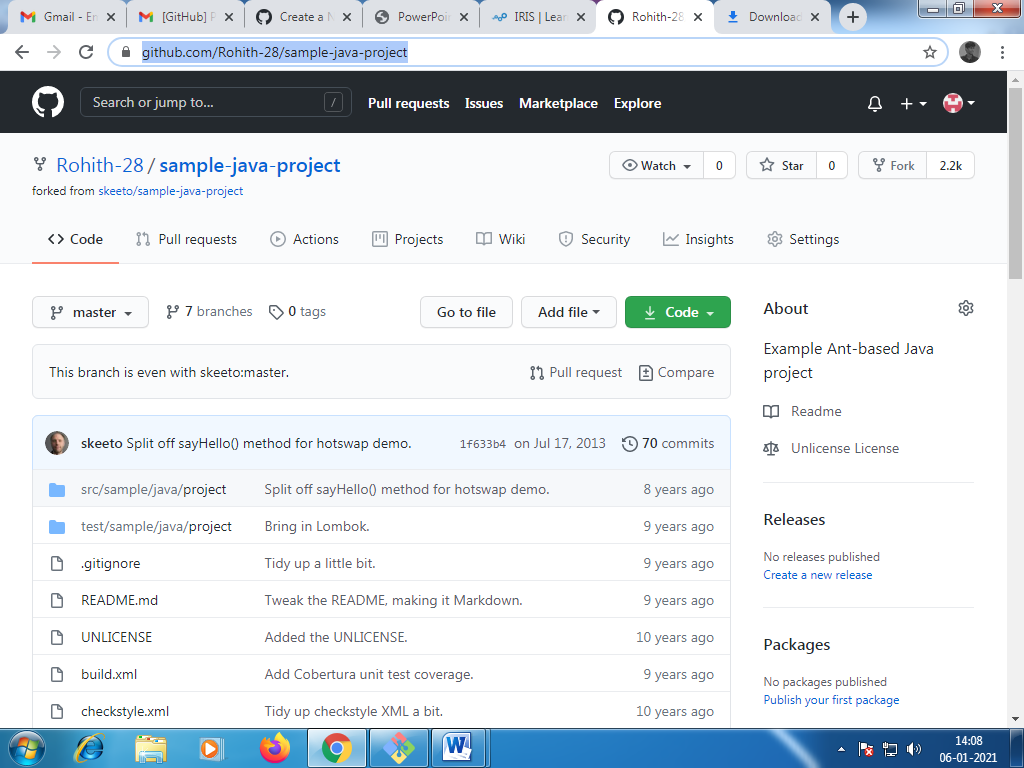 Gmail - En
[GitHub] P
Create a N
PowerPoin
IRIS | Lear
Rohith-28
Download
github.com/Rohith-28/sample-java-project
Search or jump to... /
Pull requests Issues Marketplace Explore
Rohith-28 / sample-java-project
Watch 0 Star 0 Fork 2.2k
forked from skeeto/sample-java-project
Code Pull requests Actions Projects Wiki Security Insights Settings
master 7 branches 0 tags Go to file Add file Code
This branch is even with skeeto:master. Pull request Compare
skeeto Split off sayHello() method for hotswap demo. 1f633b4 on Jul 17, 2013 70 commits
src/sample/java/project Split off sayHello() method for hotswap demo. 8 years ago
test/sample/java/project Bring in Lombok. 9 years ago
.gitignore Tidy up a little bit. 9 years ago
README.md Tweak the README, making it Markdown. 9 years ago
UNLICENSE Added the UNLICENSE. 10 years ago
build.xml Add Cobertura unit test coverage. 9 years ago
checkstyle.xml Tidy up checkstyle XML a bit. 10 years ago
About
Example Ant-based Java
project
Readme
Unlicense License
Releases
No releases published
Create a new release
Packages
No packages published
Publish your first package
14:08
06-01-2021